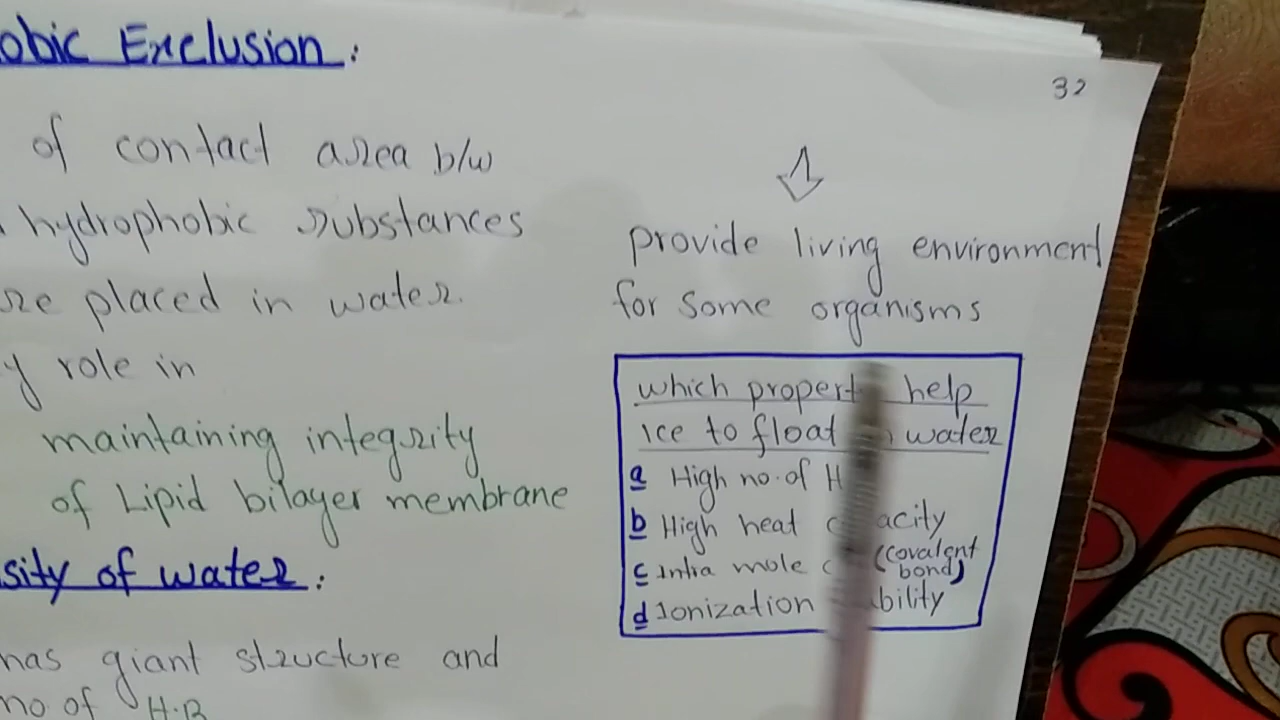 obic Exclusion:
of contact area b/w
hydrophobic substances
re placed in water.
y role in
maintaining integrity
of Lipid bilayer membrane
sity of water:
has giant structure and
no of H.B
32
provide living environment
for some organisms
which propert help
ice to float water
a High no. of H
b High heat c acity
c intra mole c (covalent bond)
d Ionization ability